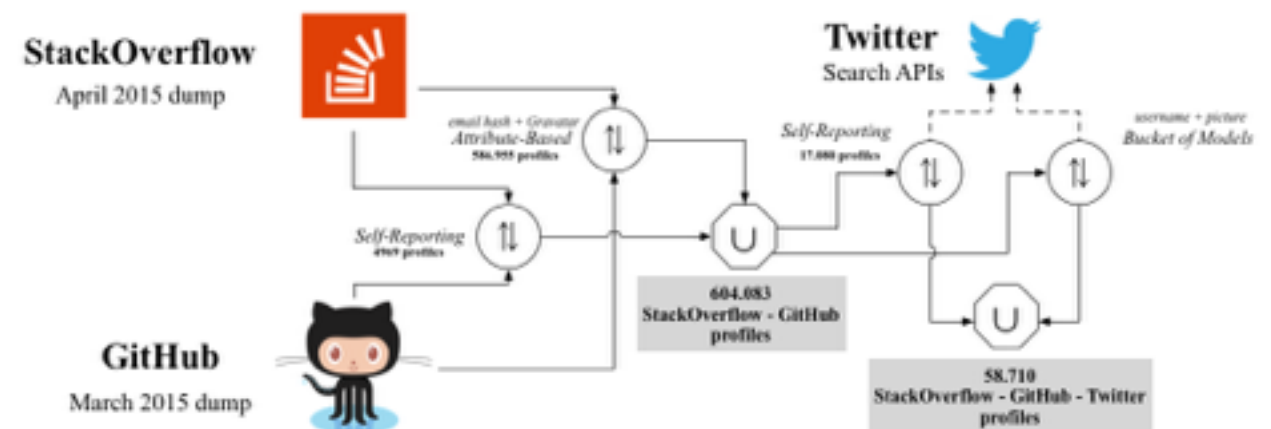 StackOverflow
April 2015 dump
Twitter
Search APIs
email hash + Gravatar
Attribute-Based
586.955 profiles
Self-Reporting
17.080 profiles
username + picture
Bucket of Models
Self-Reporting
4969 profiles
U
604.083
StackOverflow - GitHub
profiles
U
GitHub
March 2015 dump
58.710
StackOverflow - GitHub - Twitter
profiles